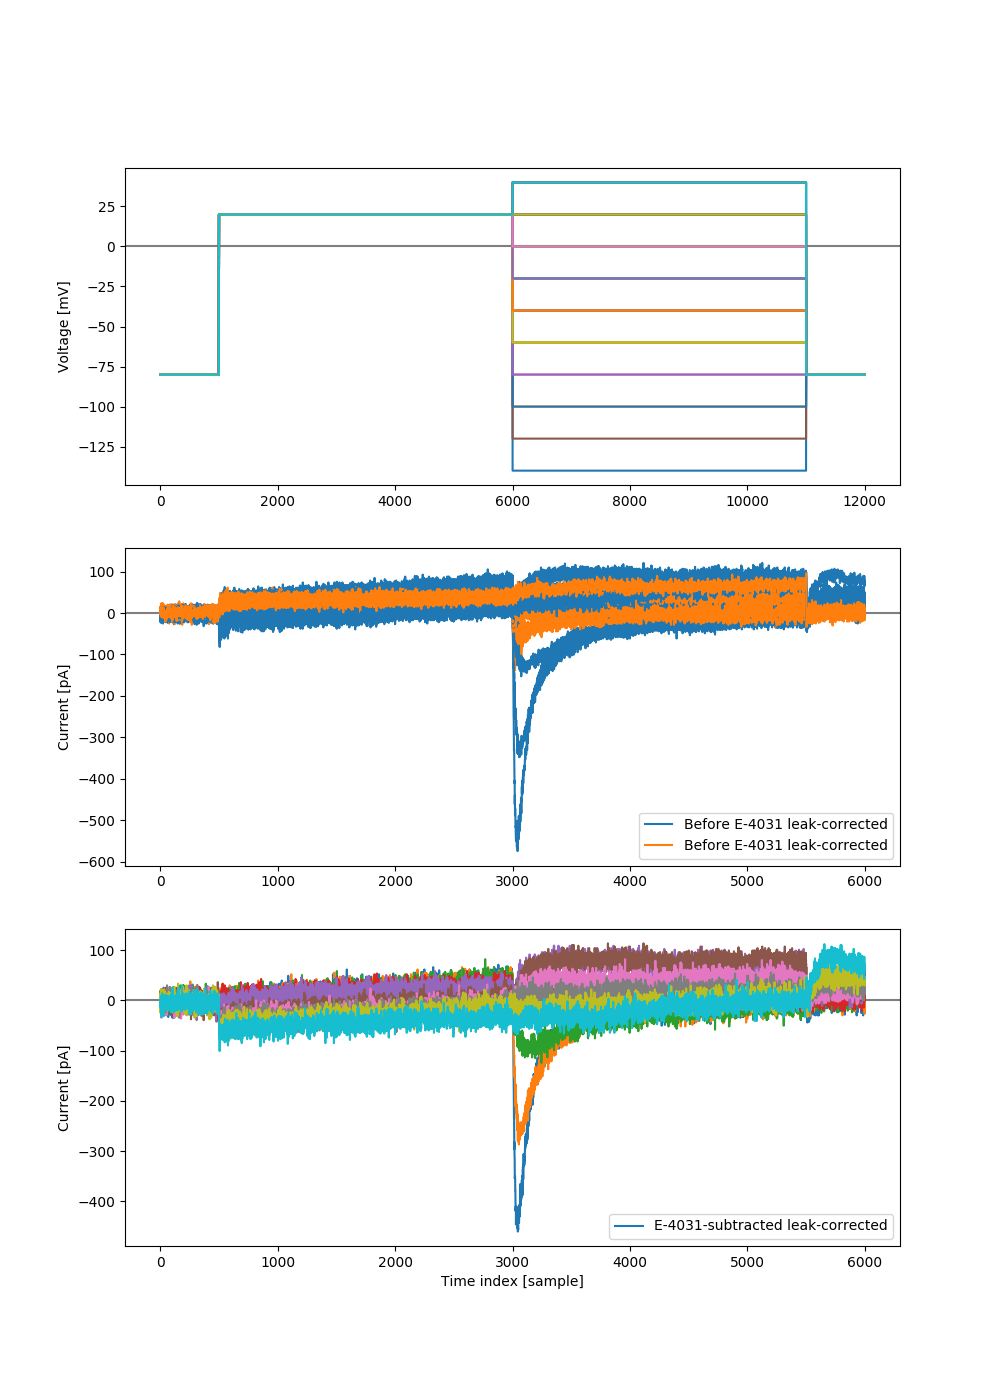 25
0
−25
−50
−75
−100
−125
Voltage [mV]
0 2000 4000 6000 8000 10000 12000
100
0
−100
−200
−300
−400
−500
−600
Current [pA]
Before E-4031 leak-corrected
Before E-4031 leak-corrected
0 1000 2000 3000 4000 5000 6000
100
0
−100
−200
−300
−400
Current [pA]
E-4031-subtracted leak-corrected
0 1000 2000 3000 4000 5000 6000
Time index [sample]